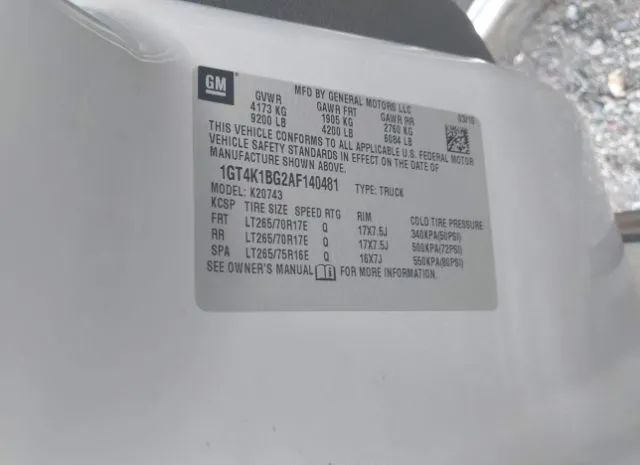 GM
MFD BY GENERAL MOTORS LLC
03/10
GVWR GAWR FRT GAWR RR
4173 KG 1905 KG 2760 KG
9200 LB 4200 LB 6084 LB
THIS VEHICLE CONFORMS TO ALL APPLICABLE U.S. FEDERAL MOTOR
VEHICLE SAFETY STANDARDS IN EFFECT ON THE DATE OF
MANUFACTURE SHOWN ABOVE.
1GT4K1BG2AF140481 TYPE: TRUCK
MODEL: K20743
KCSP TIRE SIZE SPEED RTG RIM COLD TIRE PRESSURE
FRT LT265/70R17E Q 17X7.5J 340KPA(50PSI)
RR LT265/70R17E Q 17X7.5J 500KPA(72PSI)
SPA LT265/75R16E Q 16X7J 550KPA(80PSI)
SEE OWNER'S MANUAL FOR MORE INFORMATION.